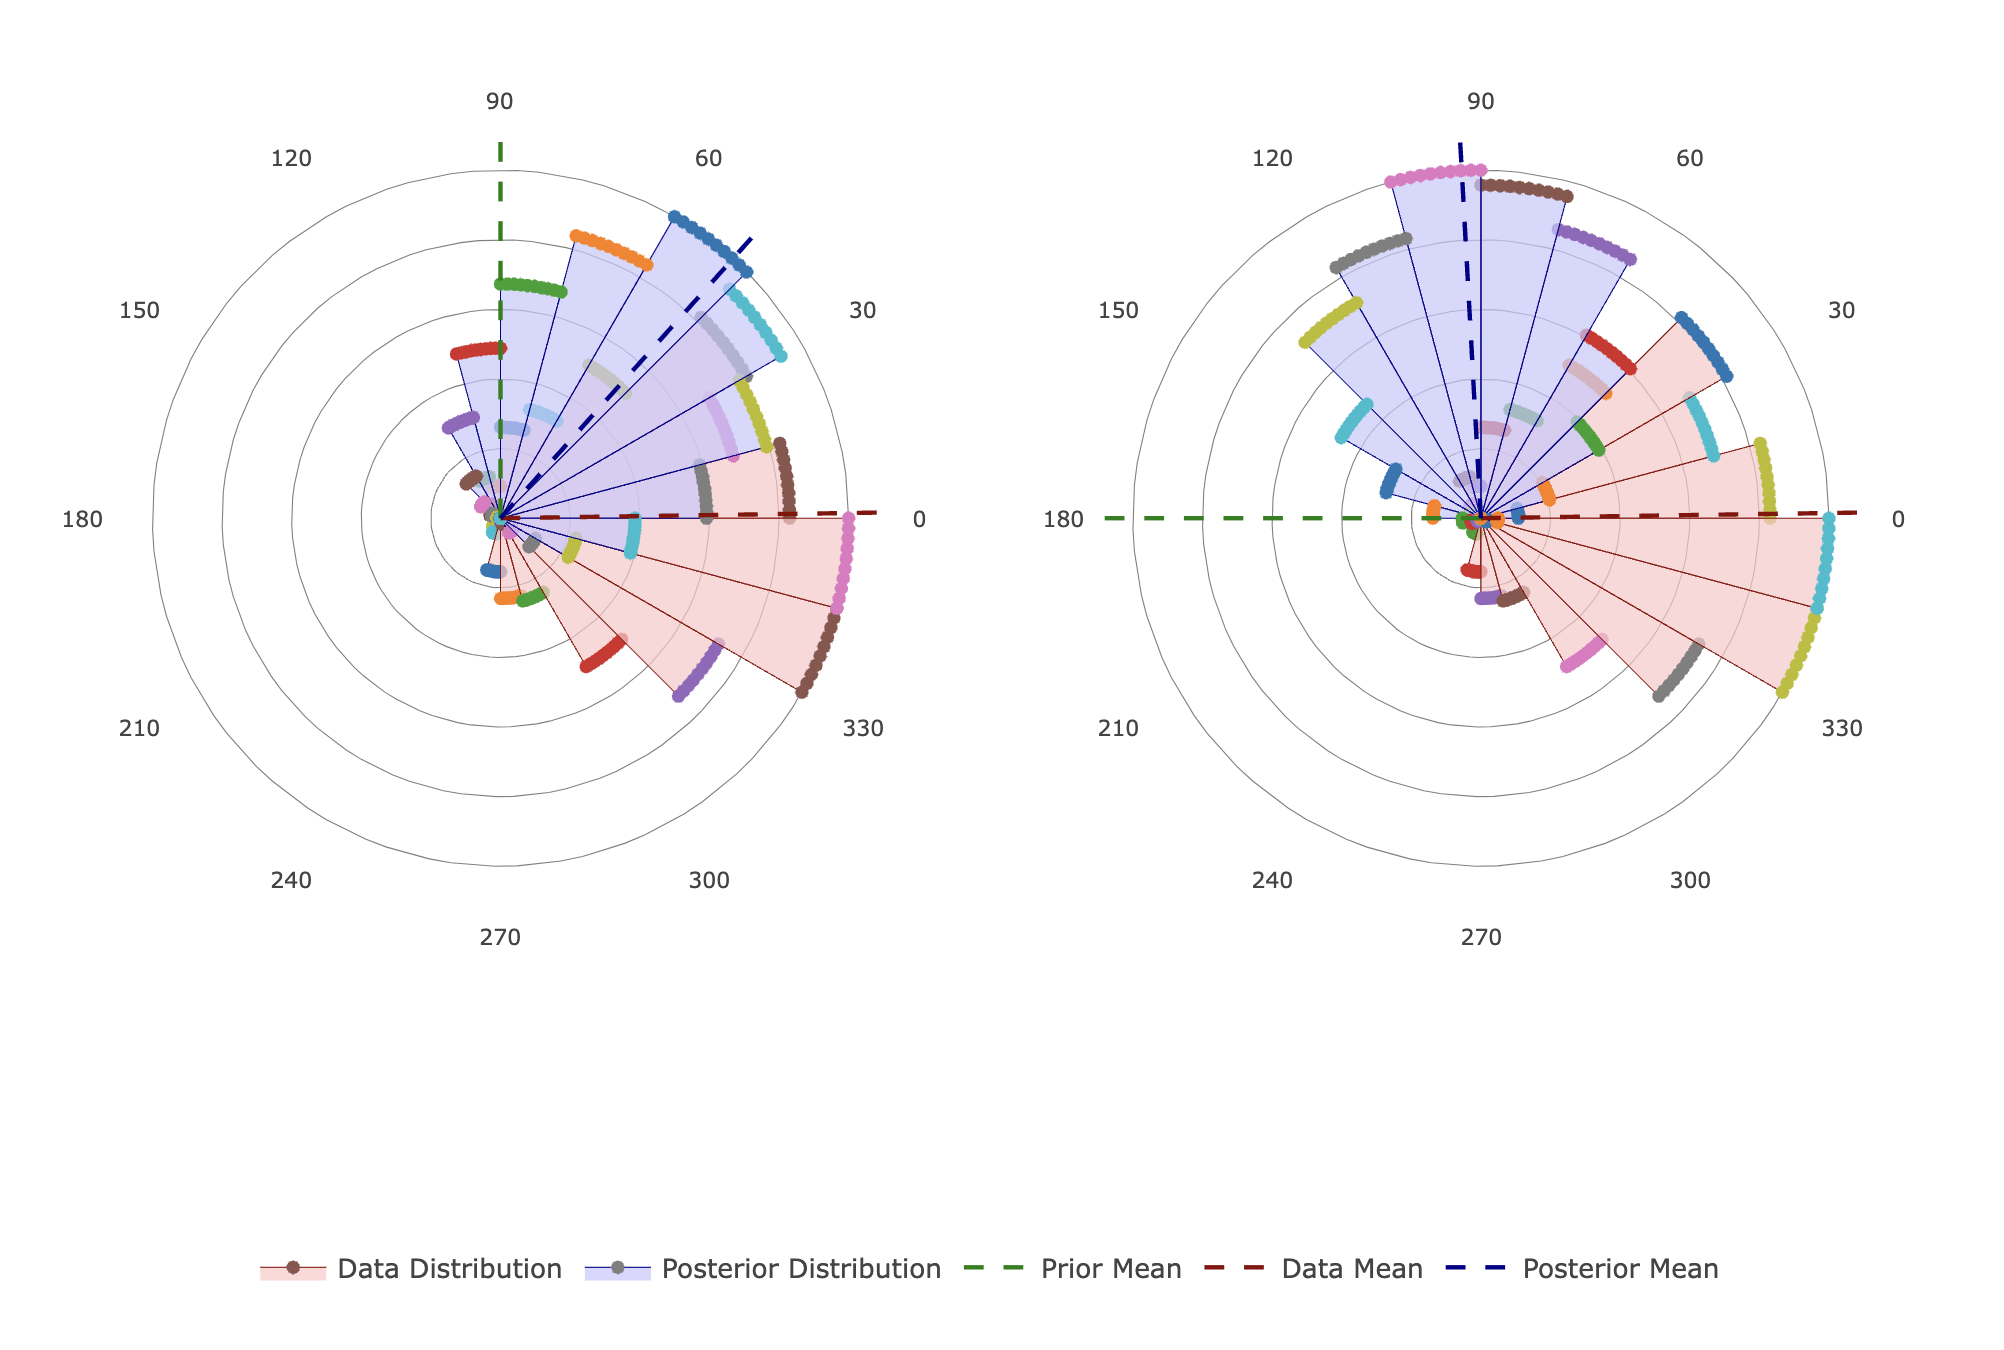 90 90
120 60 120 60
150 30 150 30
180 0 180 0
210 330 210 330
240 300 240 300
270 270
Data Distribution Posterior Distribution Prior Mean Data Mean Posterior Mean